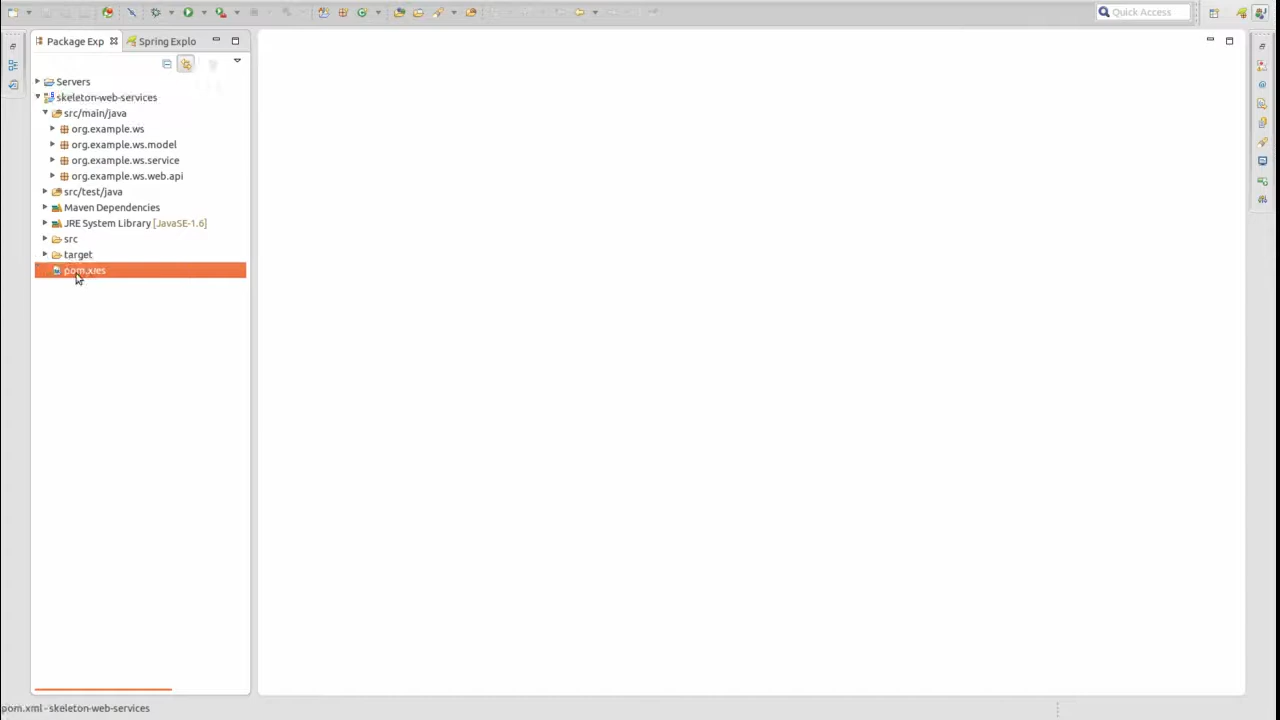 Quick Access
Package Exp
Spring Explo
Servers
skeleton-web-services
src/main/java
org.example.ws
org.example.ws.model
org.example.ws.service
org.example.ws.web.api
src/test/java
Maven Dependencies
JRE System Library [JavaSE-1.6]
src
target
pom.xml - skeleton-web-services